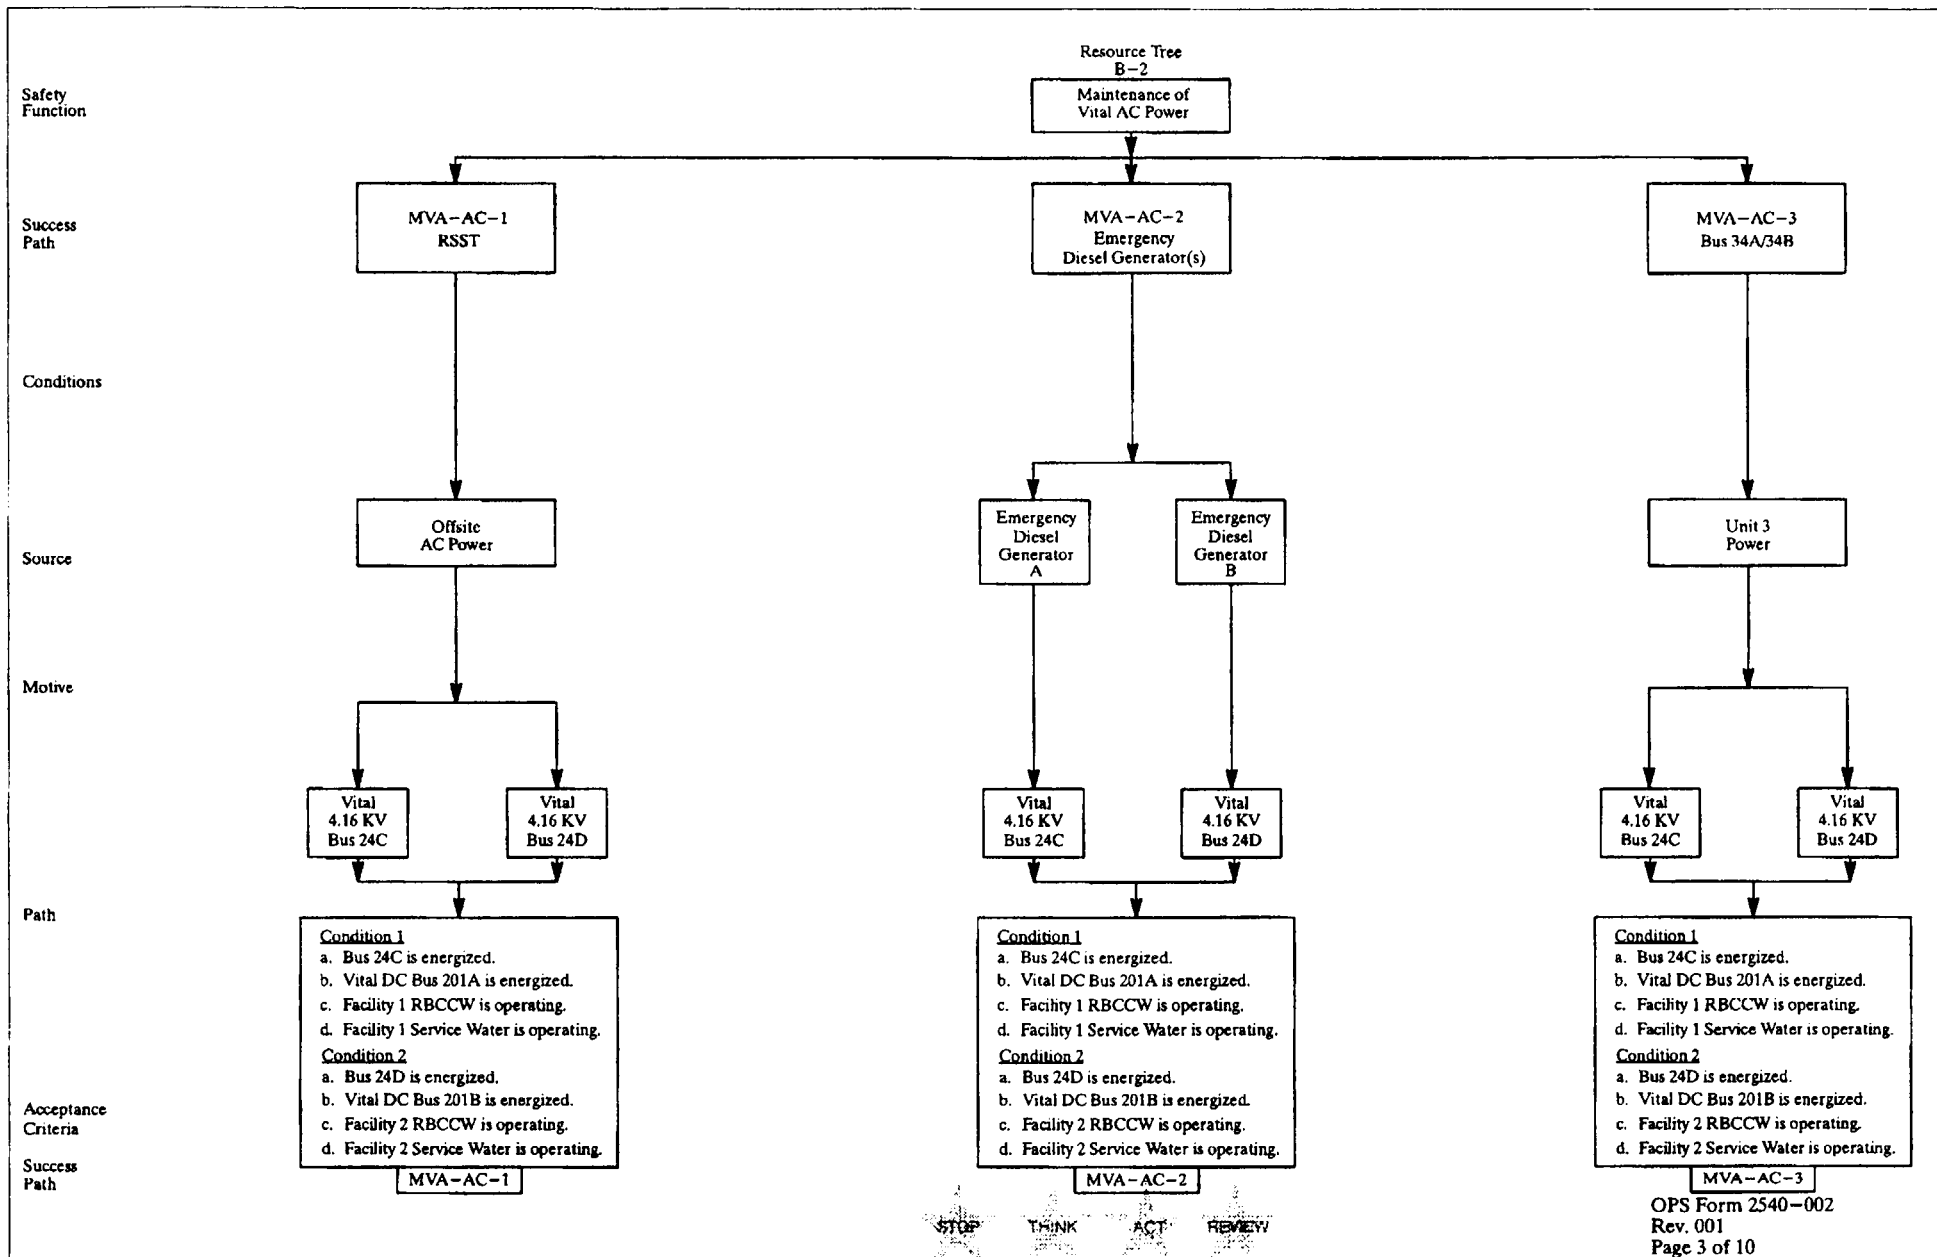 Resource Tree
B-2
Safety
Function
Maintenance of
Vital AC Power
Success
Path
MVA-AC-1
RSST
MVA-AC-2
Emergency
Diesel Generator(s)
MVA-AC-3
Bus 34A/34B
Conditions
Source
Offsite
AC Power
Emergency
Diesel
Generator
A
Emergency
Diesel
Generator
B
Unit 3
Power
Motive
Vital
4.16 KV
Bus 24C
Vital
4.16 KV
Bus 24D
Vital
4.16 KV
Bus 24C
Vital
4.16 KV
Bus 24D
Vital
4.16 KV
Bus 24C
Vital
4.16 KV
Bus 24D
Path
Condition 1
a. Bus 24C is energized.
b. Vital DC Bus 201A is energized.
c. Facility 1 RBCCW is operating.
d. Facility 1 Service Water is operating.
Condition 2
a. Bus 24D is energized.
b. Vital DC Bus 201B is energized.
c. Facility 2 RBCCW is operating.
d. Facility 2 Service Water is operating.
Condition 1
a. Bus 24C is energized.
b. Vital DC Bus 201A is energized.
c. Facility 1 RBCCW is operating.
d. Facility 1 Service Water is operating.
Condition 2
a. Bus 24D is energized.
b. Vital DC Bus 201B is energized.
c. Facility 2 RBCCW is operating.
d. Facility 2 Service Water is operating.
Condition 1
a. Bus 24C is energized.
b. Vital DC Bus 201A is energized.
c. Facility 1 RBCCW is operating.
d. Facility 1 Service Water is operating.
Condition 2
a. Bus 24D is energized.
b. Vital DC Bus 201B is energized.
c. Facility 2 RBCCW is operating.
d. Facility 2 Service Water is operating.
Acceptance
Criteria
Success
Path
MVA-AC-1
MVA-AC-2
MVA-AC-3
STOP THINK ACT REVIEW
OPS Form 2540-002
Rev. 001
Page 3 of 10